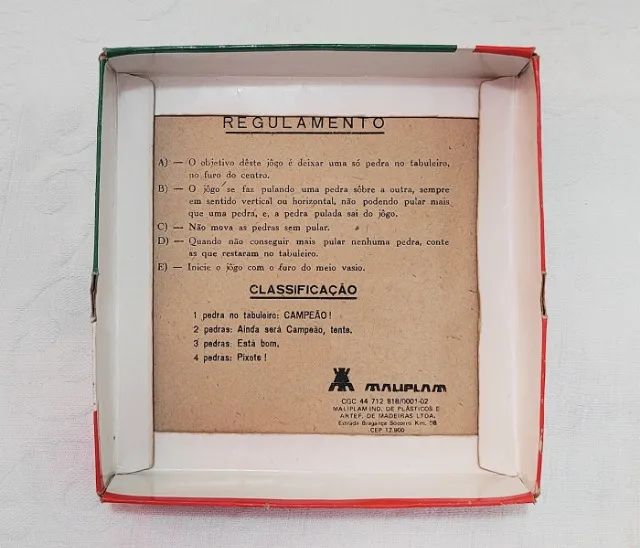 REGULAMENTO
A) — O objetivo dêste jôgo é deixar uma só pedra no tabuleiro,
no furo do centro.
B) — O jôgo se faz pulando uma pedra sôbre a outra, sempre
em sentido vertical ou horizontal, não podendo pular mais
que uma pedra, e, a pedra pulada sai do jôgo.
C) — Não mova as pedras sem pular.
D) — Quando não conseguir mais pular nenhuma pedra, conte
as que restaram no tabuleiro.
E) — Inicie o jôgo com o furo do meio vasio.
CLASSIFICAÇÃO
1 pedra no tabuleiro: CAMPEÃO!
2 pedras: Ainda será Campeão, tente.
3 pedras: Está bom.
4 pedras: Pixote!
MALIPLAM
CGC 44 712 818/0001-02
MALIPLAM IND. DE PLÁSTICOS E
ARTEF. DE MADEIRAS LTDA.
Estrada Bragança Socorro Km. 98
CEP 12.900